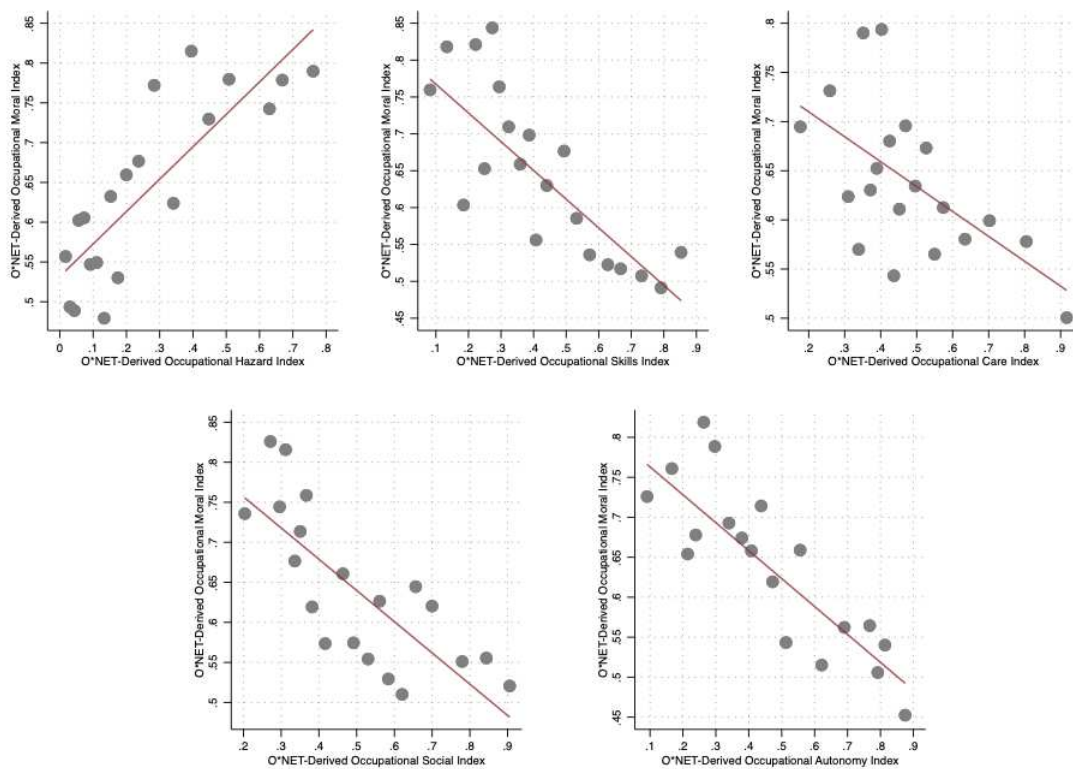 O*NET-Derived Occupational Moral Index
.5 .55 .6 .65 .7 .75 .8 .85
0 .1 .2 .3 .4 .5 .6 .7 .8
O*NET-Derived Occupational Hazard Index
O*NET-Derived Occupational Moral Index
.45 .5 .55 .6 .65 .7 .75 .8 .85
.1 .2 .3 .4 .5 .6 .7 .8 .9
O*NET-Derived Occupational Skills Index
O*NET-Derived Occupational Moral Index
.5 .55 .6 .65 .7 .75 .8
.2 .3 .4 .5 .6 .7 .8 .9
O*NET-Derived Occupational Care Index
O*NET-Derived Occupational Moral Index
.5 .55 .6 .65 .7 .75 .8 .85
.2 .3 .4 .5 .6 .7 .8 .9
O*NET-Derived Occupational Social Index
O*NET-Derived Occupational Moral Index
.45 .5 .55 .6 .65 .7 .75 .8
.1 .2 .3 .4 .5 .6 .7 .8 .9
O*NET-Derived Occupational Autonomy Index